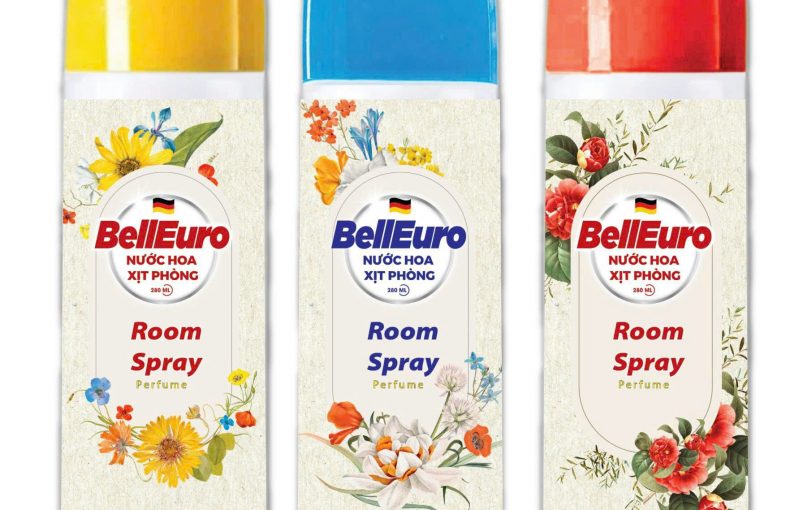 BellEuro
NƯỚC HOA
XỊT PHÒNG
280 ML
Room
Spray
Perfume
BellEuro
NƯỚC HOA
XỊT PHÒNG
280 ML
Room
Spray
Perfume
BellEuro
NƯỚC HOA
XỊT PHÒNG
280 ML
Room
Spray
Perfume